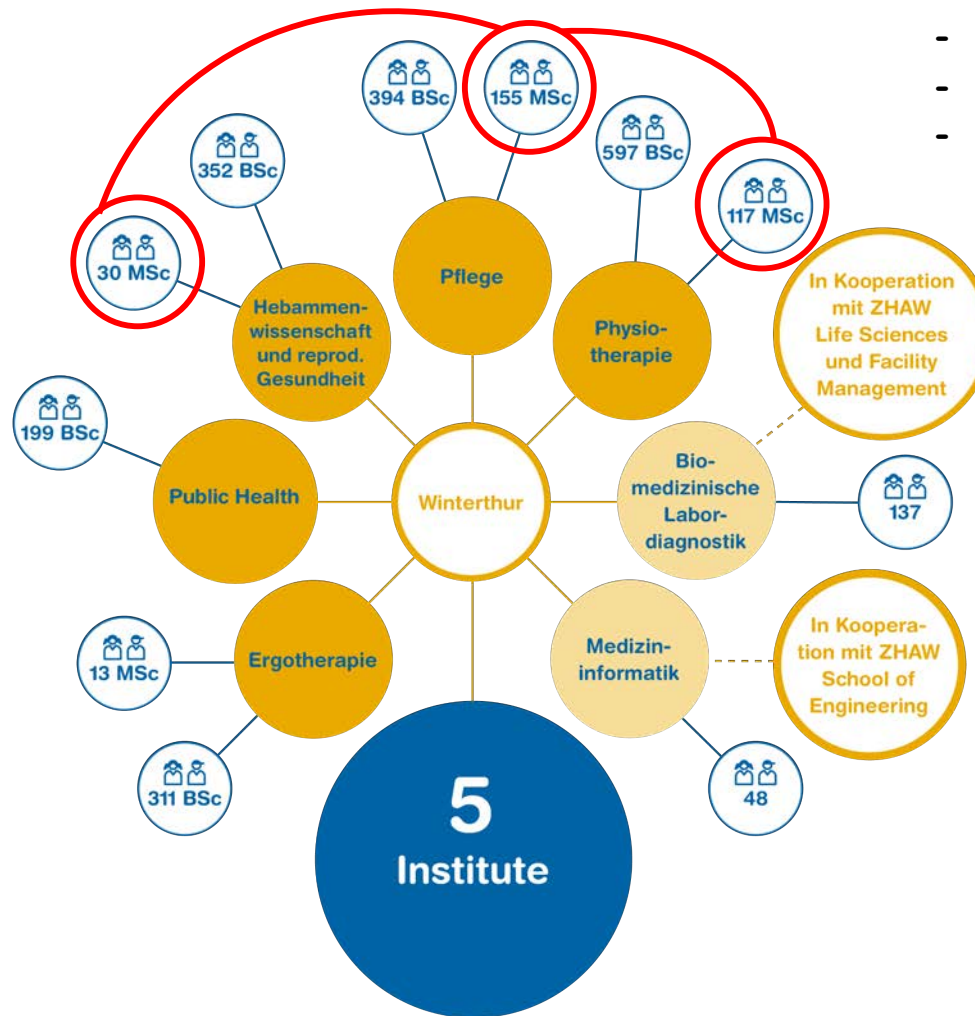 -
-
-
394 BSc
155 MSc
597 BSc
352 BSc
117 MSc
30 MSc
Pflege
Hebammen-
wissenschaft
und reprod.
Gesundheit
Physio-
therapie
In Kooperation
mit ZHAW
Life Sciences
und Facility
Management
199 BSc
Public Health
Winterthur
Bio-
medizinische
Labor-
diagnostik
137
13 MSc
Ergotherapie
311 BSc
Medizin-
informatik
In Koopera-
tion mit ZHAW
School of
Engineering
48
5
Institute